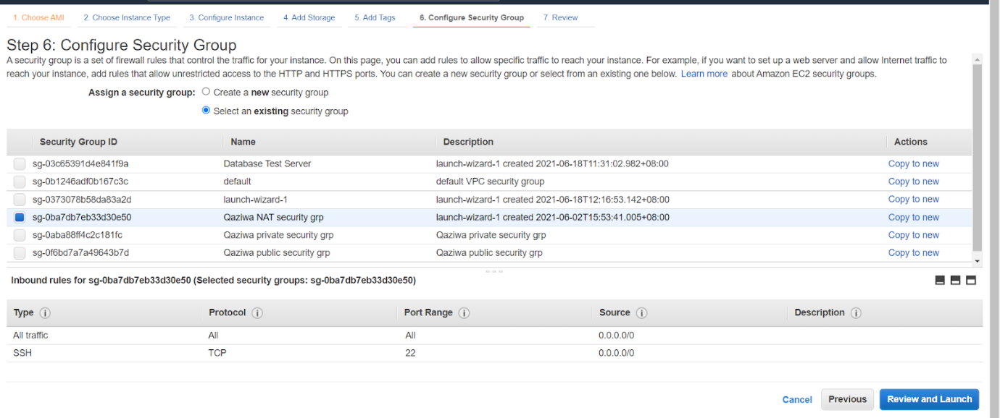 1. Choose AMI 2. Choose Instance Type 3. Configure Instance 4. Add Storage 5. Add Tags 6. Configure Security Group 7. Review
Step 6: Configure Security Group
A security group is a set of firewall rules that control the traffic for your instance. On this page, you can add rules to allow specific traffic to reach your instance. For example, if you want to set up a web server and allow Internet traffic to
reach your instance, add rules that allow unrestricted access to the HTTP and HTTPS ports. You can create a new security group or select from an existing one below. Learn more about Amazon EC2 security groups.
Assign a security group: Create a new security group
Select an existing security group
Security Group ID Name Description Actions
sg-03c65391d4e841f9a Database Test Server launch-wizard-1 created 2021-06-18T11:31:02.982+08:00 Copy to new
sg-0b1246adf0b167c3c default default VPC security group Copy to new
sg-0373078b58da83a2d launch-wizard-1 launch-wizard-1 created 2021-06-18T12:16:53.142+08:00 Copy to new
sg-0ba7db7eb33d30e50 Qaziwa NAT security grp launch-wizard-1 created 2021-06-02T15:53:41.005+08:00 Copy to new
sg-0aba88ff4c2c181fc Qaziwa private security grp Qaziwa private security grp Copy to new
sg-0f6bd7a7a49643b7d Qaziwa public security grp Qaziwa public security grp Copy to new
Inbound rules for sg-0ba7db7eb33d30e50 (Selected security groups: sg-0ba7db7eb33d30e50)
Type i Protocol i Port Range i Source i Description i
All traffic All All 0.0.0.0/0
SSH TCP 22 0.0.0.0/0
Cancel Previous Review and Launch